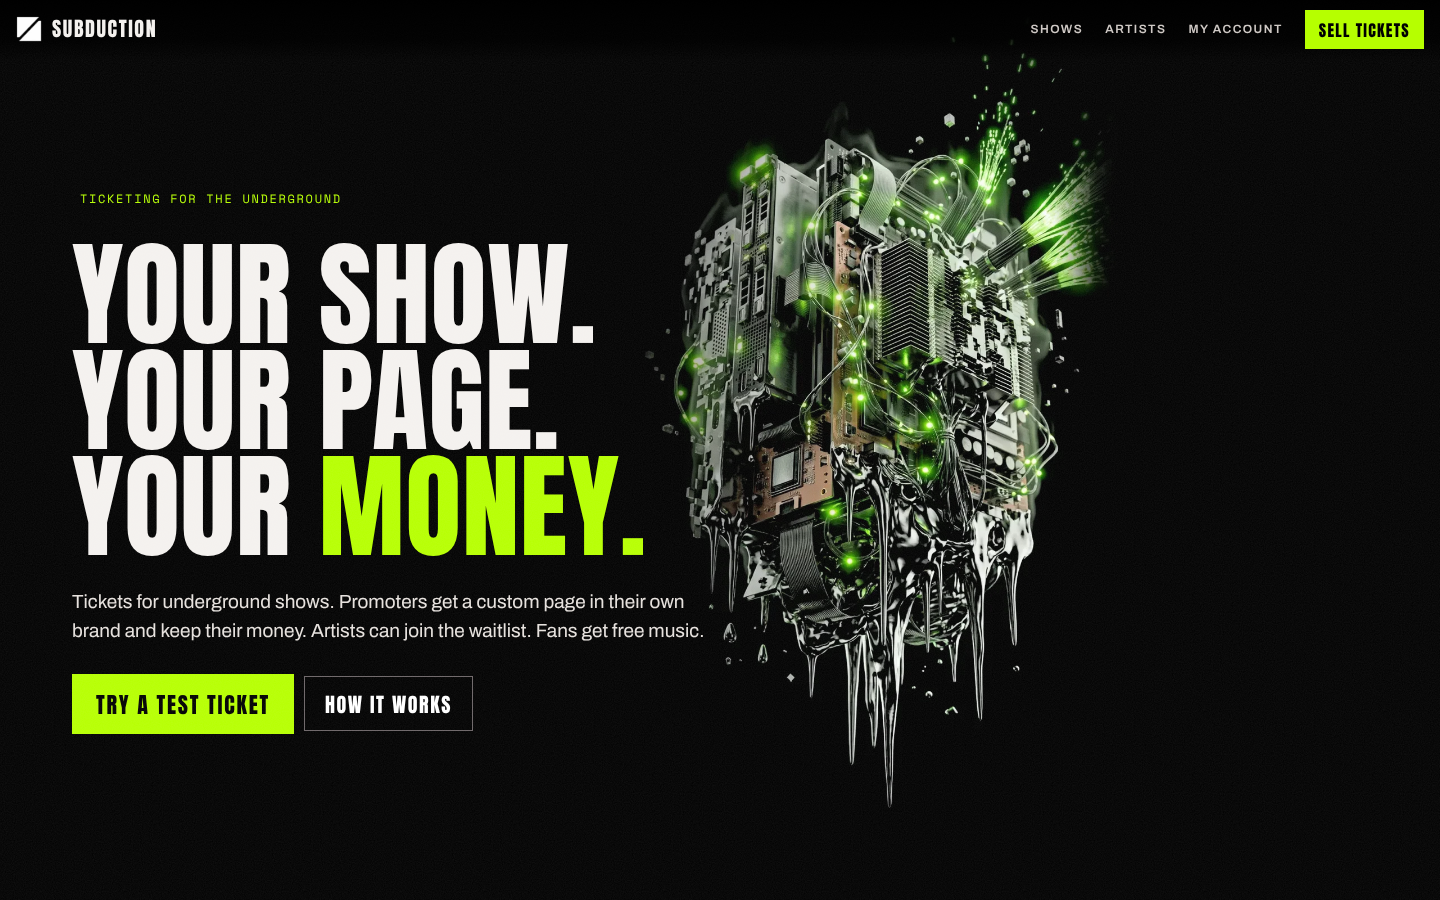 SUBDUCTION
SHOWS ARTISTS MY ACCOUNT SELL TICKETS
TICKETING FOR THE UNDERGROUND
YOUR SHOW.
YOUR PAGE.
YOUR MONEY.
Tickets for underground shows. Promoters get a custom page in their own
brand and keep their money. Artists can join the waitlist. Fans get free music.
TRY A TEST TICKET HOW IT WORKS